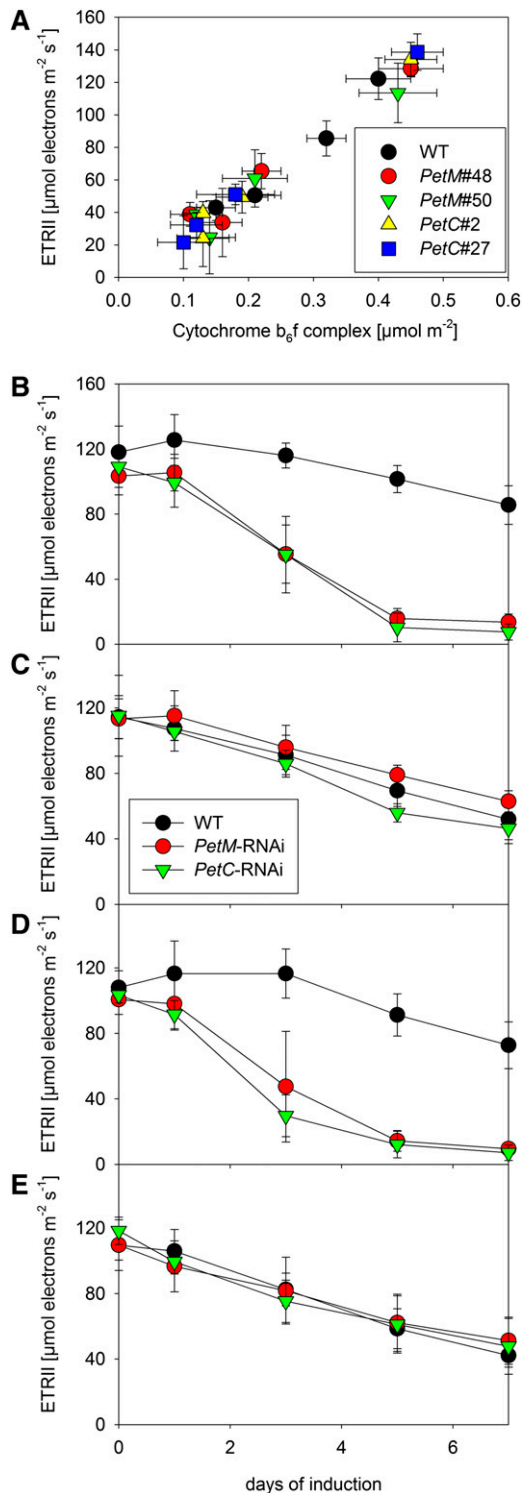 A
ETRII [µmol electrons m-2 s-1]
160
140
120
100
80
60
40
20
0
WT
PetM#48
PetM#50
PetC#2
PetC#27
0.0 0.1 0.2 0.3 0.4 0.5 0.6
Cytochrome b6f complex [µmol m-2]
B
ETRII [µmol electrons m-2 s-1]
160
120
80
40
0
C
ETRII [µmol electrons m-2 s-1]
120
80
40
0
WT
PetM-RNAi
PetC-RNAi
D
ETRII [µmol electrons m-2 s-1]
120
80
40
0
E
ETRII [µmol electrons m-2 s-1]
120
80
40
0
0 2 4 6
days of induction